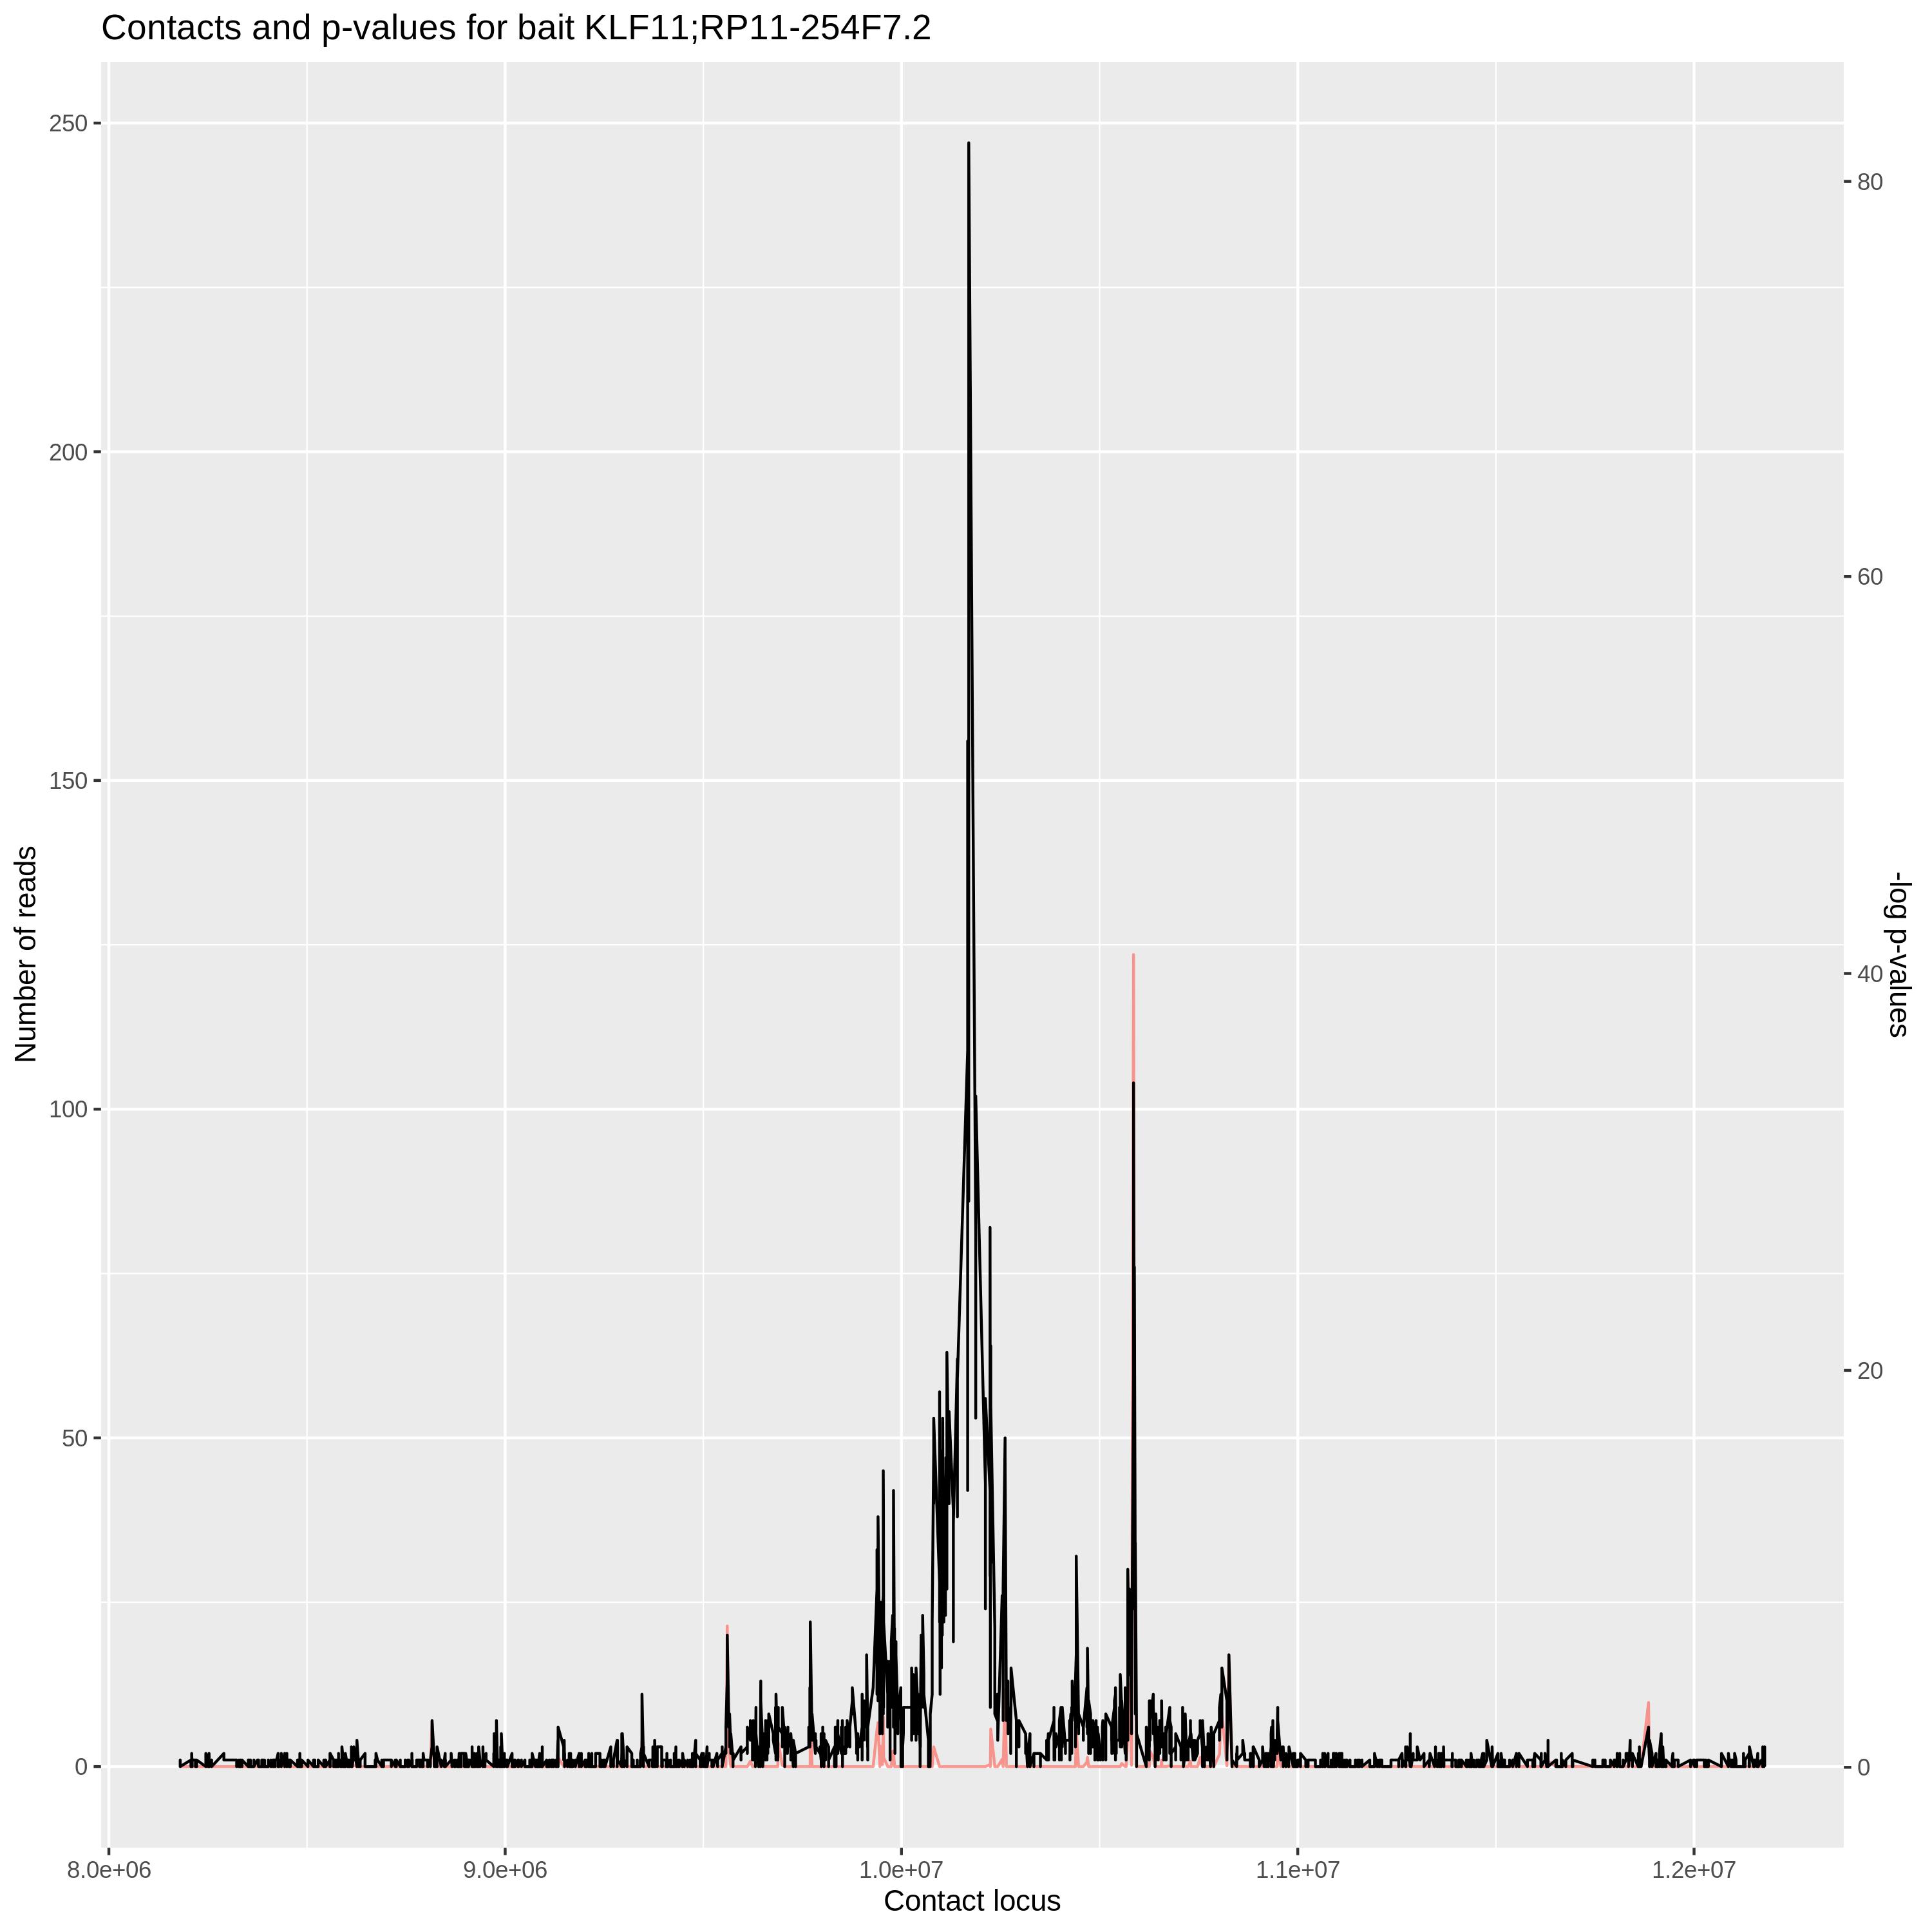 Contacts and p-values for bait KLF11;RP11-254F7.2
250
200
150
100
50
0
Number of reads
80
60
40
20
0
-log p-values
8.0e+06
9.0e+06
1.0e+07
1.1e+07
1.2e+07
Contact locus